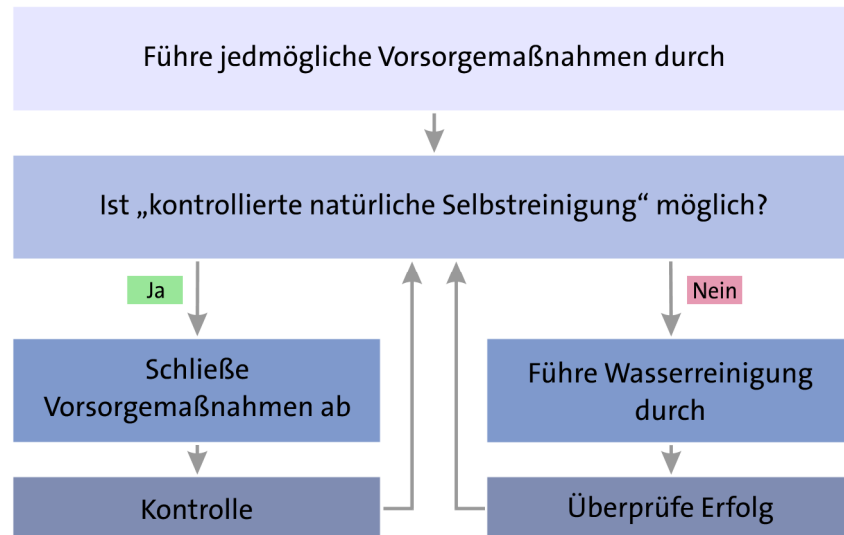 Führe jedmögliche Vorsorgemaßnahmen durch
Ist „kontrollierte natürliche Selbstreinigung“ möglich?
Ja
Nein
Schließe
Vorsorgemaßnahmen ab
Führe Wasserreinigung
durch
Kontrolle
Überprüfe Erfolg